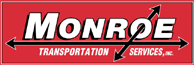 MONROE
TRANSPORTATION SERVICES, INC.